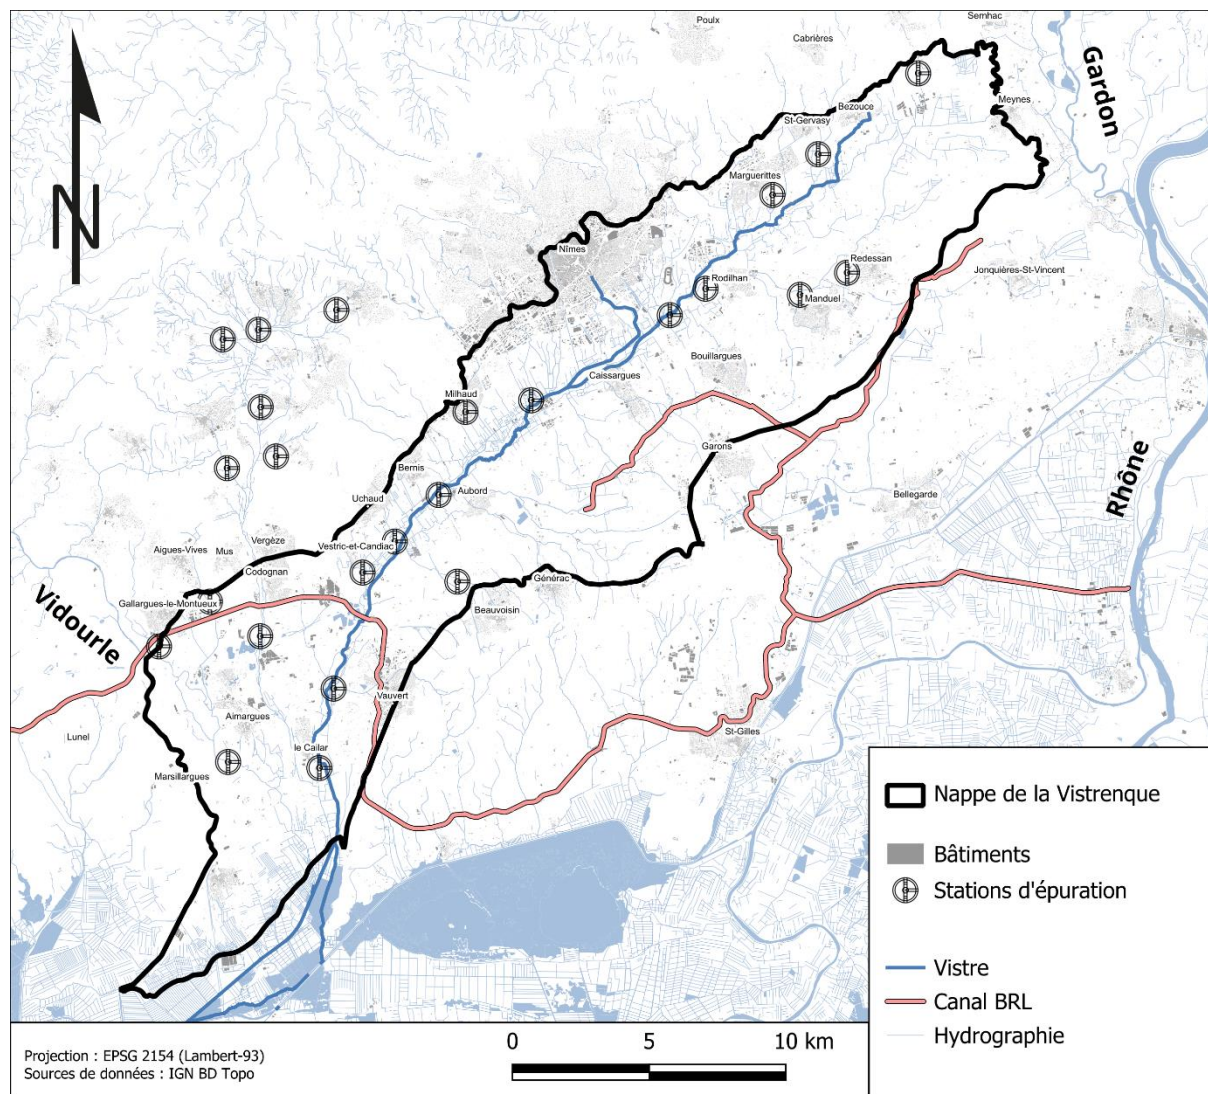 Poulx
Sernhac
Cabrières
Gardon
Bezouce
Meynes
St-Gervasy
Marguerittes
N
Nîmes
Redessan
Jonquières-St-Vincent
Rodilhan
Manduel
Bouillargues
Caissargues
Milhaud
Garons
Bernis
Rhône
Aubord
Bellegarde
Uchaud
Vergèze
Vestric-et-Candiac
Aigues-Vives
Mus
Codognan
Générac
Vidourle
Gallargues-le-Montueux
Beauvoisin
Vauvert
Aimargues
St-Gilles
Lunel
le Cailar
Marsillargues
Nappe de la Vistrenque
Bâtiments
Stations d'épuration
Vistre
Canal BRL
Hydrographie
0 5 10 km
Projection : EPSG 2154 (Lambert-93)
Sources de données : IGN BD Topo